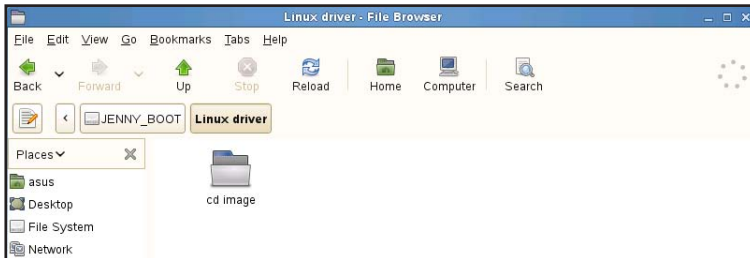 Linux driver - File Browser
File Edit View Go Bookmarks Tabs Help
Back Forward Up Stop Reload Home Computer Search
JENNY_BOOT Linux driver
Places
asus
Desktop
File System
Network
cd image